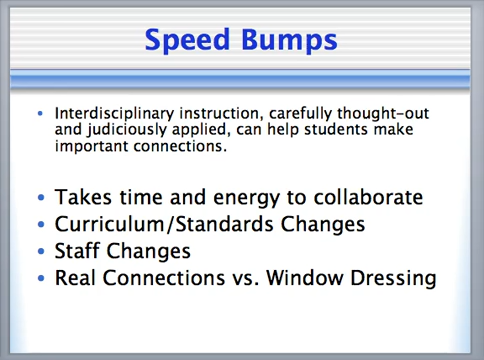 Speed Bumps
• Interdisciplinary instruction, carefully thought-out
and judiciously applied, can help students make
important connections.
• Takes time and energy to collaborate
• Curriculum/Standards Changes
• Staff Changes
• Real Connections vs. Window Dressing